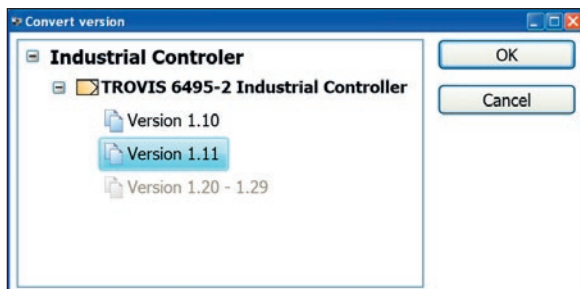 Convert version
Industrial Controler
TROVIS 6495-2 Industrial Controller
Version 1.10
Version 1.11
Version 1.20 - 1.29
OK
Cancel